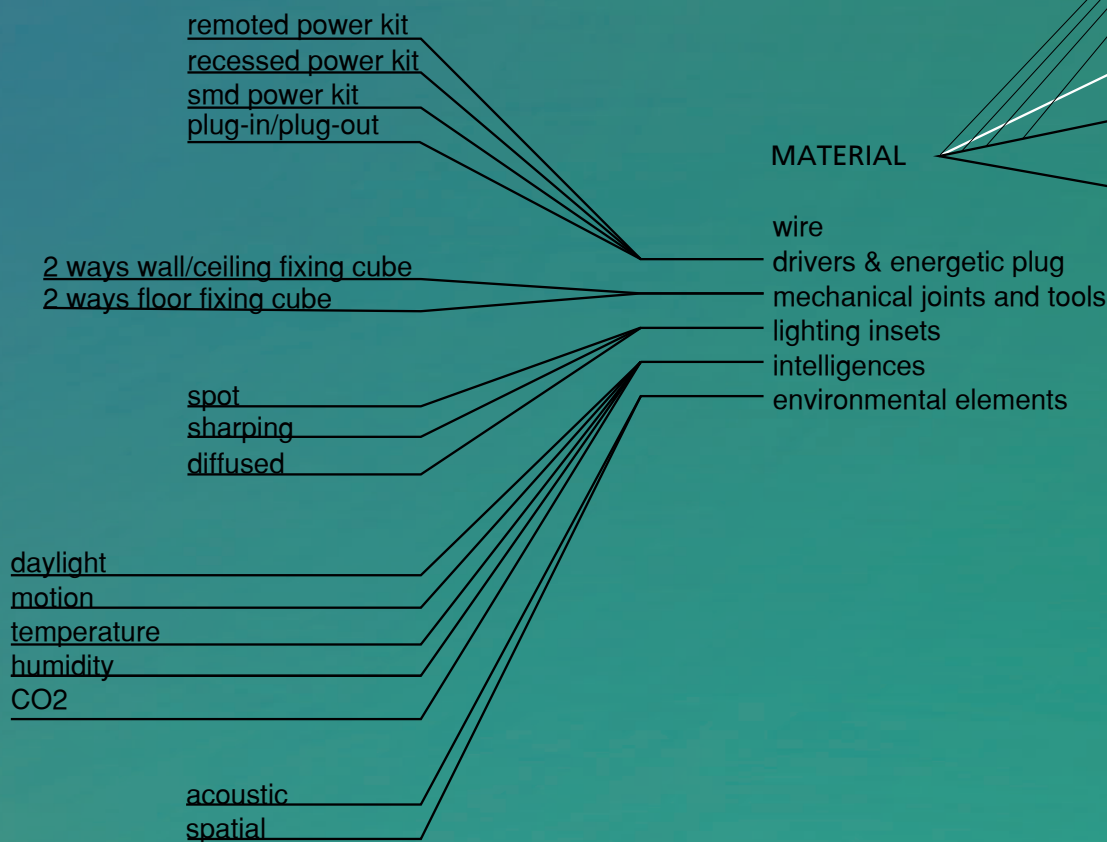 remoted power kit
recessed power kit
smd power kit
plug-in/plug-out
MATERIAL
wire
drivers & energetic plug
mechanical joints and tools
lighting insets
intelligences
environmental elements
2 ways wall/ceiling fixing cube
2 ways floor fixing cube
spot
sharping
diffused
daylight
motion
temperature
humidity
CO2
acoustic
spatial